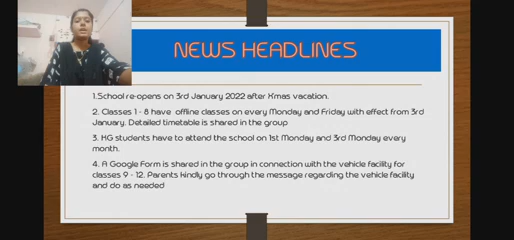 NEWS HEADLINES
1.School re-opens on 3rd January 2022 after X'mas vacation.
2. Classes 1 - 8 have offline classes on every Monday and Friday with effect from 3rd
January. Detailed timetable is shared in the group
3. KG students have to attend the school on 1st Monday and 3rd Monday every
month.
4. A Google Form is shared in the group in connection with the vehicle facility for
classes 9 - 12. Parents kindly go through the message regarding the vehicle facility
and do as needed